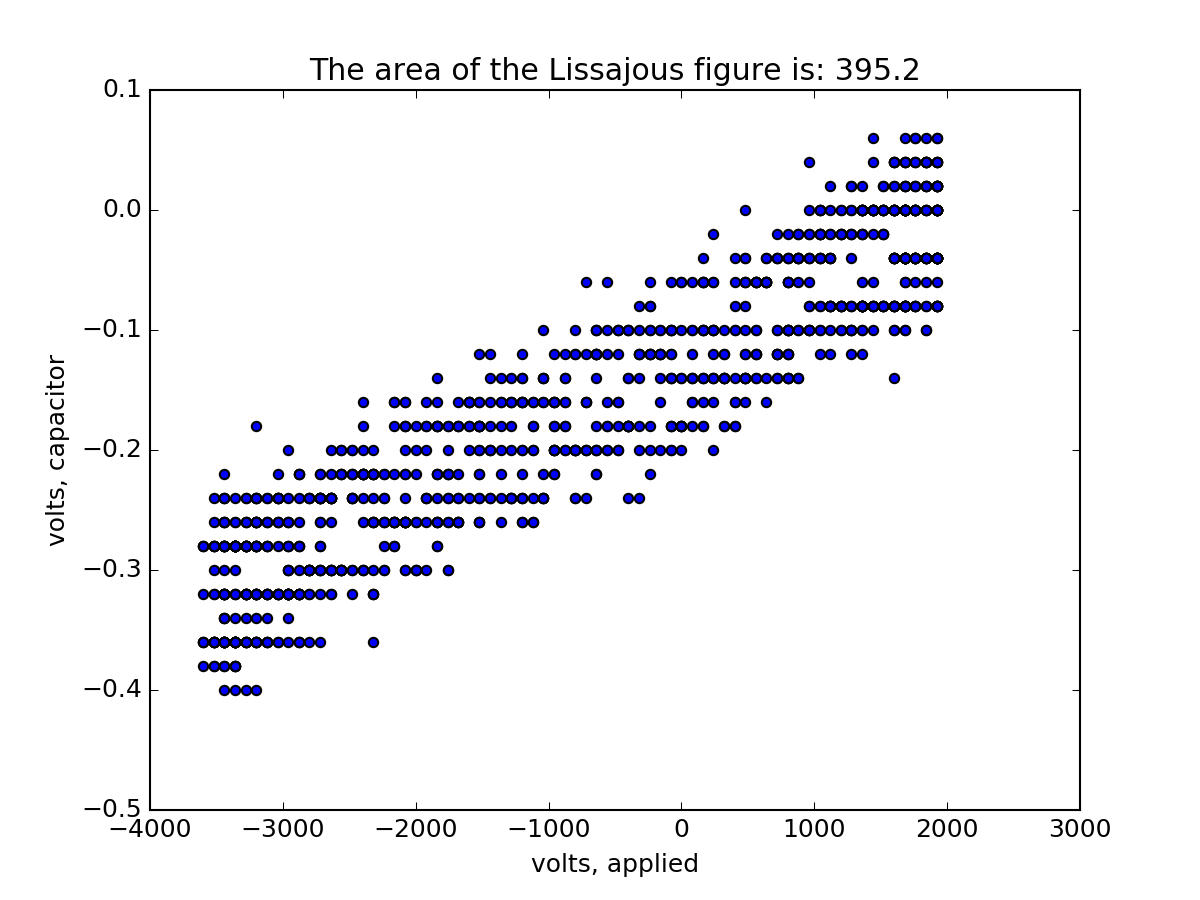 The area of the Lissajous figure is: 395.2
0.1
0.0
−0.1
−0.2
−0.3
−0.4
−0.5
volts, capacitor
−4000 −3000 −2000 −1000 0 1000 2000 3000
volts, applied